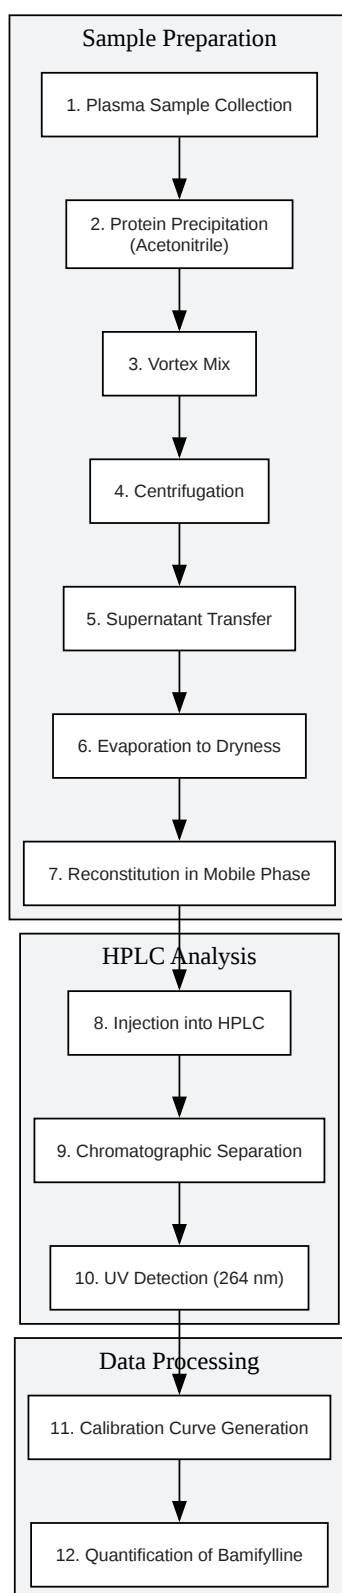 Sample Preparation
1. Plasma Sample Collection
2. Protein Precipitation
(Acetonitrile)
3. Vortex Mix
4. Centrifugation
5. Supernatant Transfer
6. Evaporation to Dryness
7. Reconstitution in Mobile Phase
HPLC Analysis
8. Injection into HPLC
9. Chromatographic Separation
10. UV Detection (264 nm)
Data Processing
11. Calibration Curve Generation
12. Quantification of Bamifylline